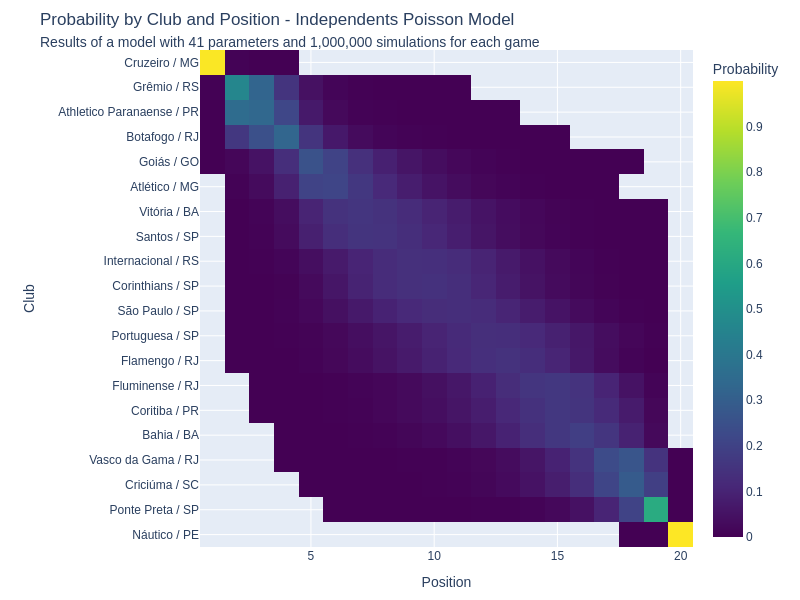 Probability by Club and Position - Independents Poisson Model
Results of a model with 41 parameters and 1,000,000 simulations for each game
Probability
Club
Cruzeiro / MG
Grêmio / RS
Athletico Paranaense / PR
Botafogo / RJ
Goiás / GO
Atlético / MG
Vitória / BA
Santos / SP
Internacional / RS
Corinthians / SP
São Paulo / SP
Portuguesa / SP
Flamengo / RJ
Fluminense / RJ
Coritiba / PR
Bahia / BA
Vasco da Gama / RJ
Criciúma / SC
Ponte Preta / SP
Náutico / PE
0.9
0.8
0.7
0.6
0.5
0.4
0.3
0.2
0.1
0
5 10 15 20
Position